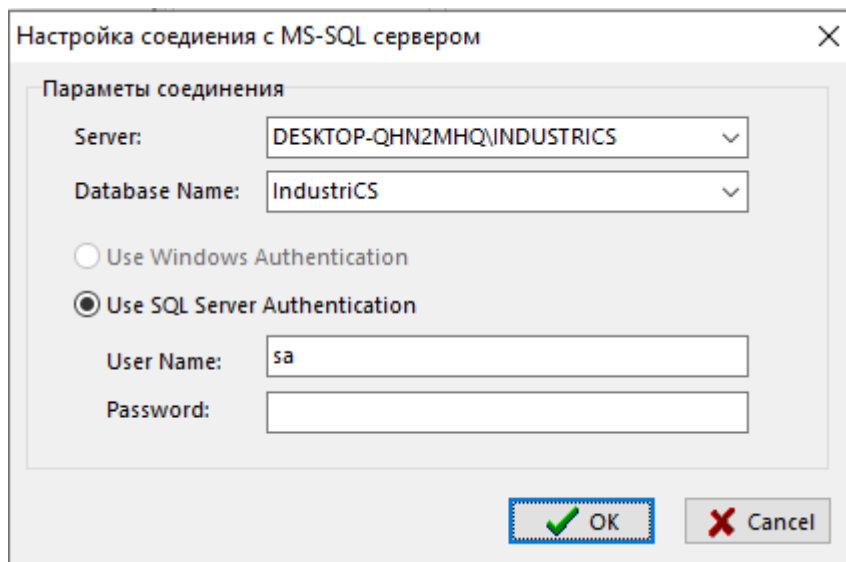 Настройка соедиения с MS-SQL сервером
Параметры соединения
Server: DESKTOP-QHN2MHQ\INDUSTRICS
Database Name: IndustriCS
Use Windows Authentication
Use SQL Server Authentication
User Name: sa
Password:
OK Cancel